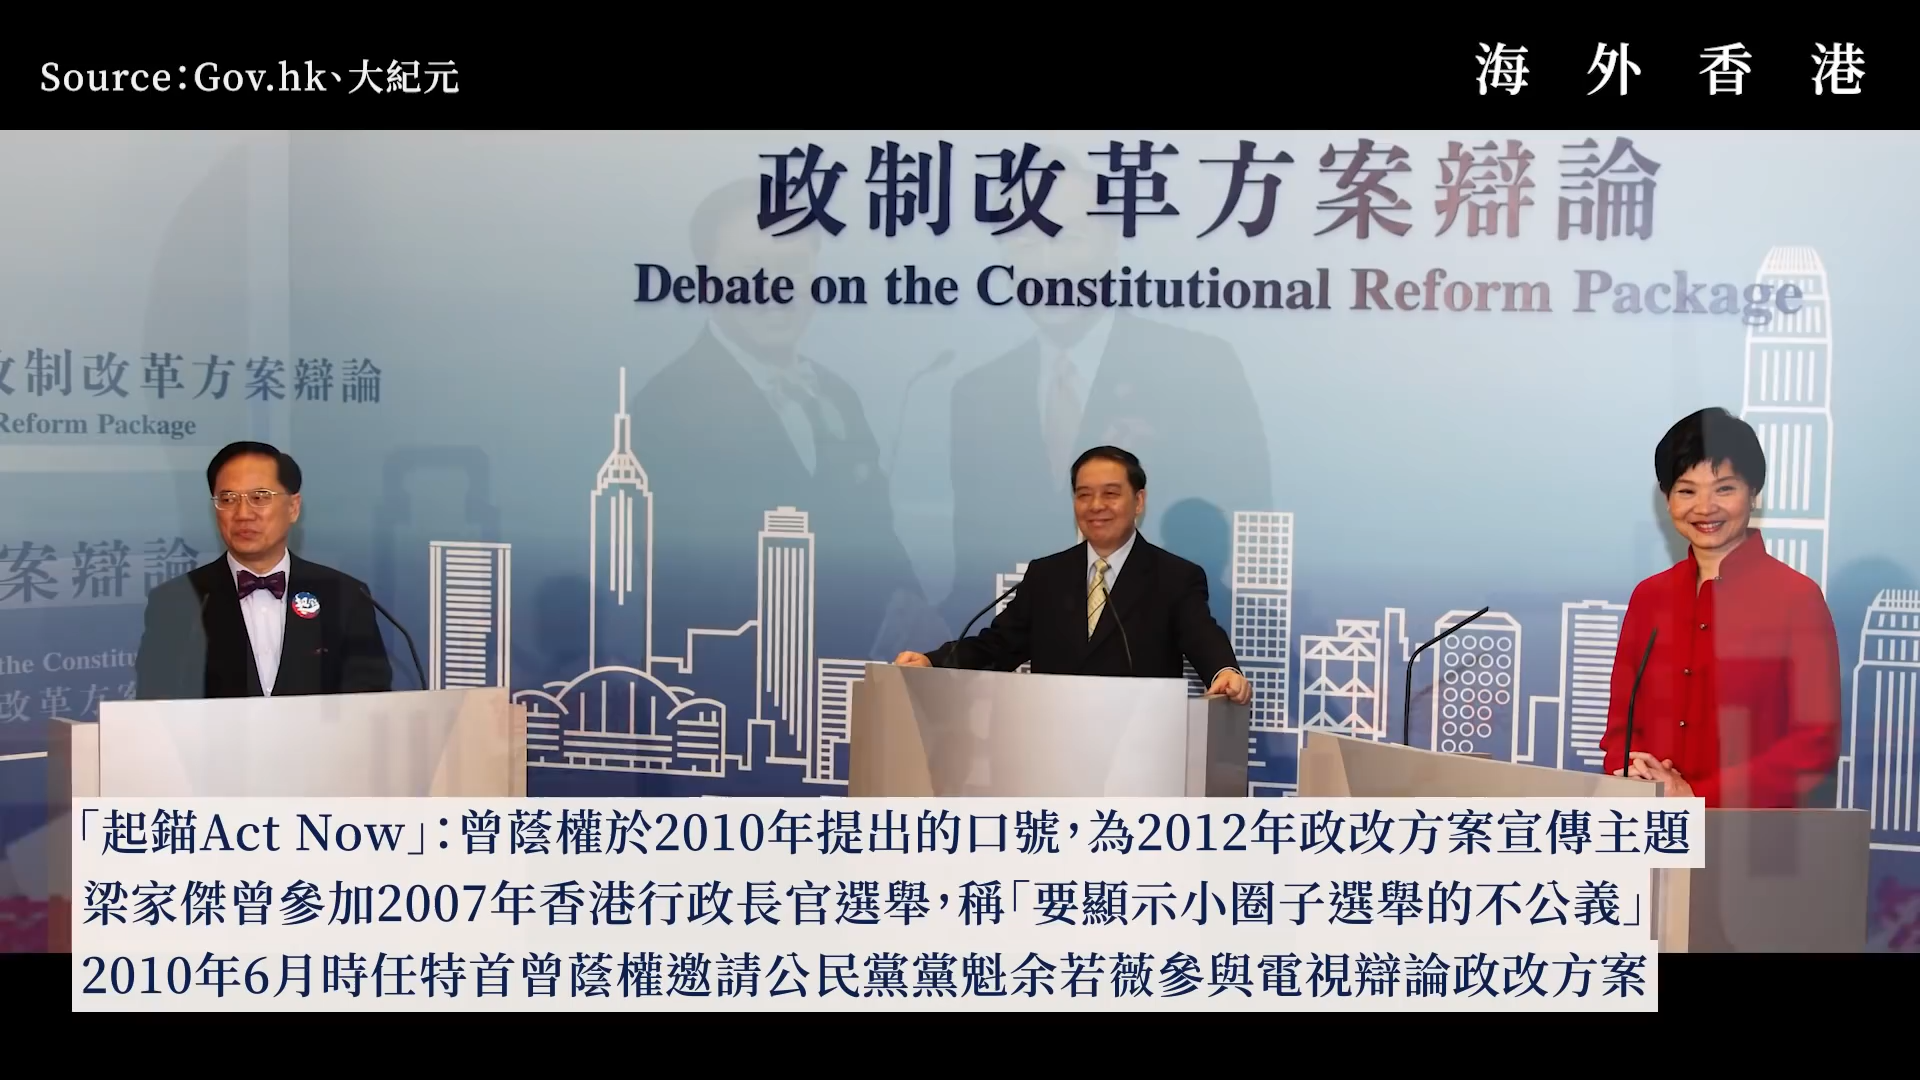 Source：Gov.hk、大紀元
海外香港
政制改革方案辯論
Debate on the Constitutional Reform Package
制改革方案辯論
Reform Package
案辯論
the Constitu
改革方
「起錨Act Now」：曾蔭權於2010年提出的口號，為2012年政改方案宣傳主題
梁家傑曾參加2007年香港行政長官選舉，稱「要顯示小圈子選舉的不公義」
2010年6月時任特首曾蔭權邀請公民黨黨魁余若薇參與電視辯論政改方案